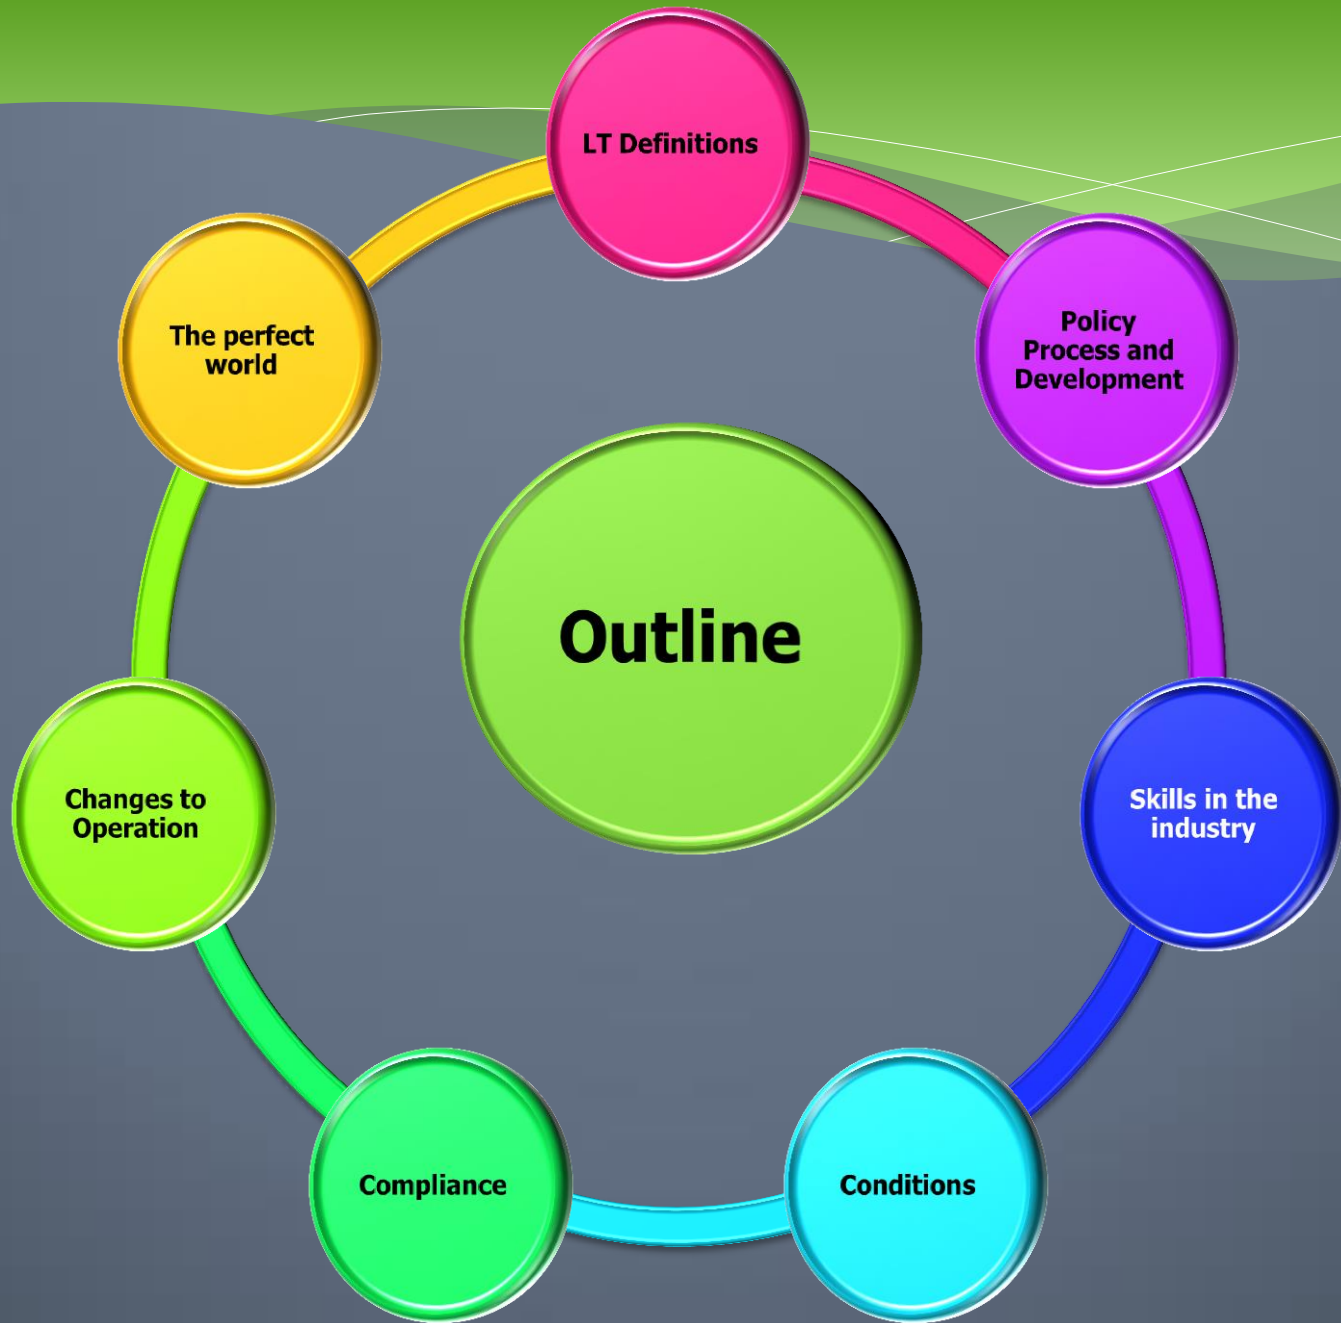 LT Definitions
Policy
Process and
Development
Skills in the
industry
Conditions
Compliance
Changes to
Operation
The perfect
world
Outline